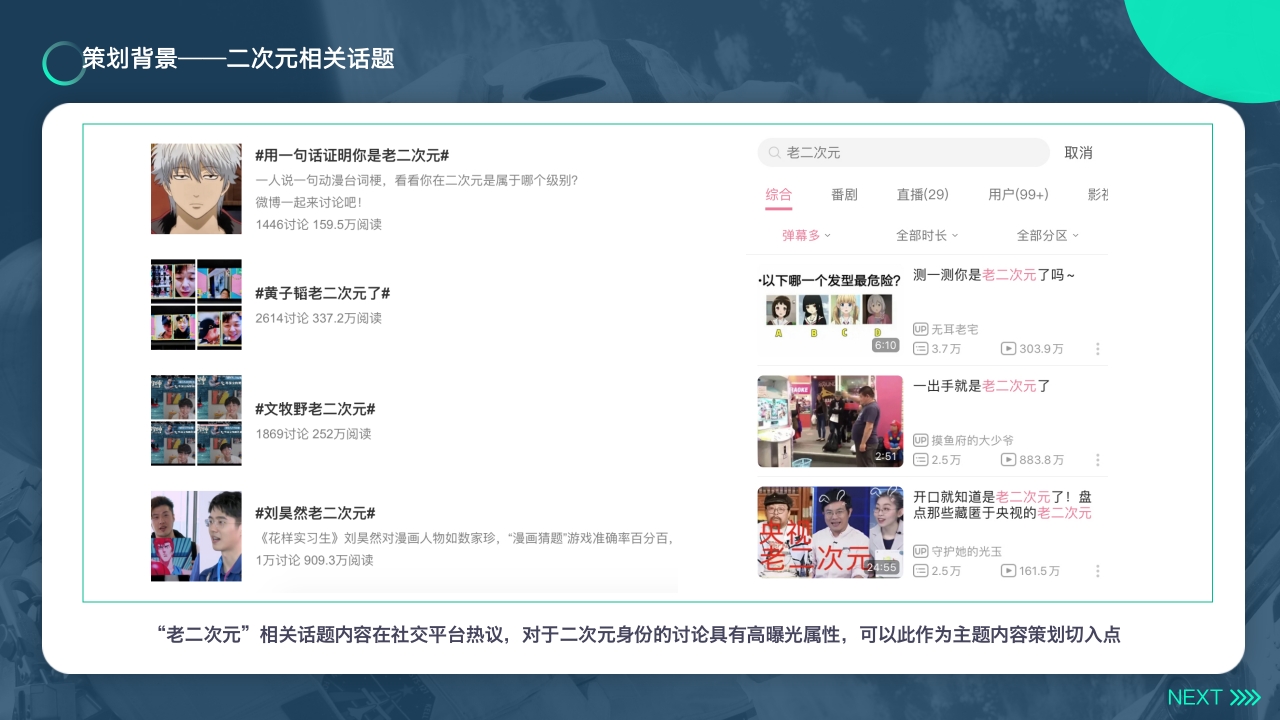 策划背景——二次元相关话题
#用一句话证明你是老二次元#
一人说一句动漫台词梗，看看你在二次元是属于哪个级别?
微博一起来讨论吧!
1446讨论 159.5万阅读
#黄子韬老二次元了#
2614讨论 337.2万阅读
#文牧野老二次元#
1869讨论 252万阅读
#刘昊然老二次元#
《花样实习生》刘昊然对漫画人物如数家珍，“漫画猜题”游戏准确率百分百，
1万讨论 909.3万阅读
老二次元 取消
综合 番剧 直播(29) 用户(99+) 影视
弹幕多 全部时长 全部分区
·以下哪一个发型最危险?
A B C D
6:10
测一测你是老二次元了吗~
UP 无耳老宅
3.7万 303.9万
2:51
一出手就是老二次元了
UP 摸鱼府的大少爷
2.5万 883.8万
央视
老二次元
24:55
开口就知道是老二次元了！盘
点那些藏匿于央视的老二次元
UP 守护她的光玉
2.5万 161.5万
“老二次元”相关话题内容在社交平台热议，对于二次元身份的讨论具有高曝光属性，可以此作为主题内容策划切入点
NEXT